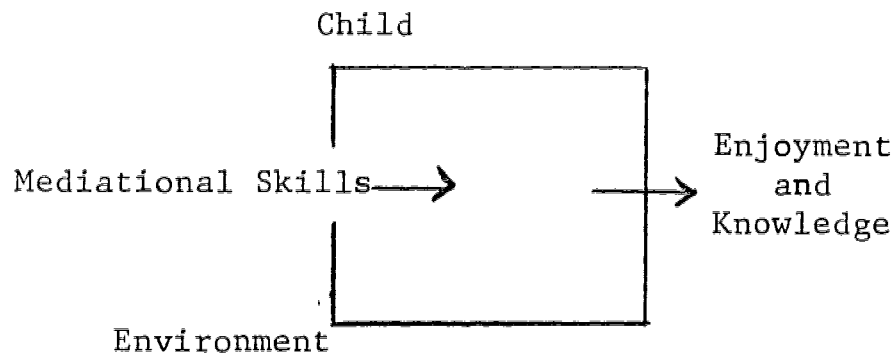 Child
Mediational Skills
Enjoyment
and
Knowledge
Environment